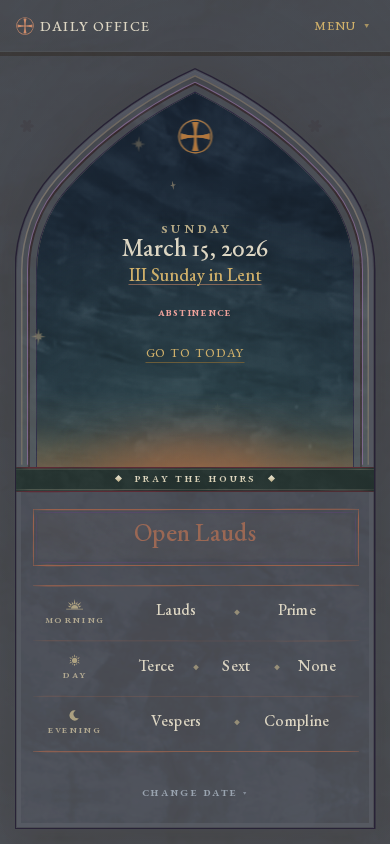 DAILY OFFICE
MENU
SUNDAY
March 15, 2026
III Sunday in Lent
ABSTINENCE
GO TO TODAY
PRAY THE HOURS
Open Lauds
MORNING
Lauds Prime
DAY
Terce Sext None
EVENING
Vespers Compline
CHANGE DATE